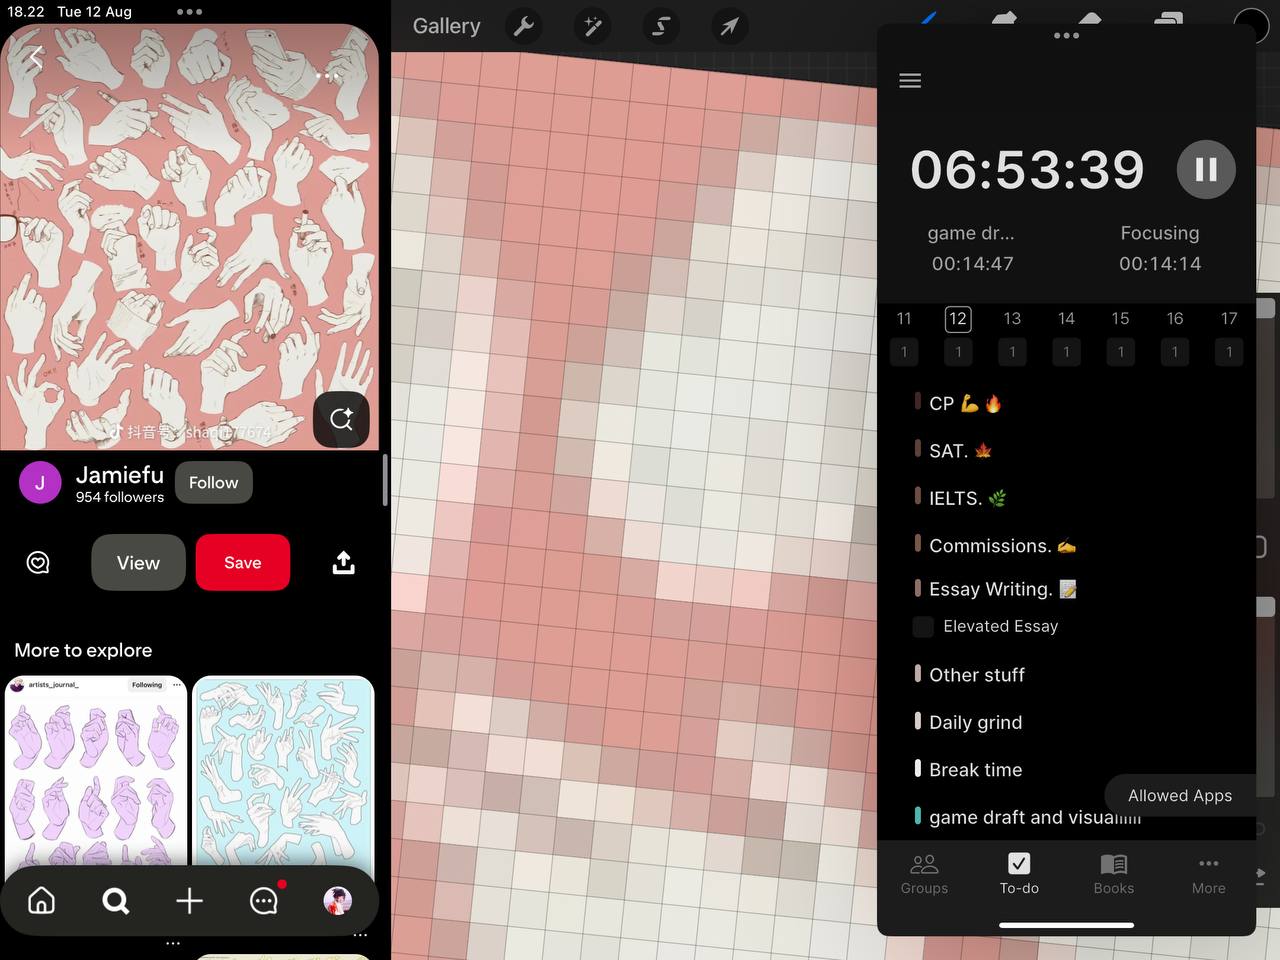 18.22 Tue 12 Aug
OK!!
抖音号：
Jamiefu
954 followers
Follow
View
Save
More to explore
artists_journal_
Following
Gallery
06:53:39
game dr...
Focusing
00:14:47
00:14:14
11 12 13 14 15 16 17
1 1 1 1 1 1 1
CP 💪🔥
SAT. 🍁
IELTS. 🌿
Commissions. ✍️
Essay Writing. 📝
Elevated Essay
Other stuff
Daily grind
Break time
Allowed Apps
game draft and visualllll
Groups
To-do
Books
More